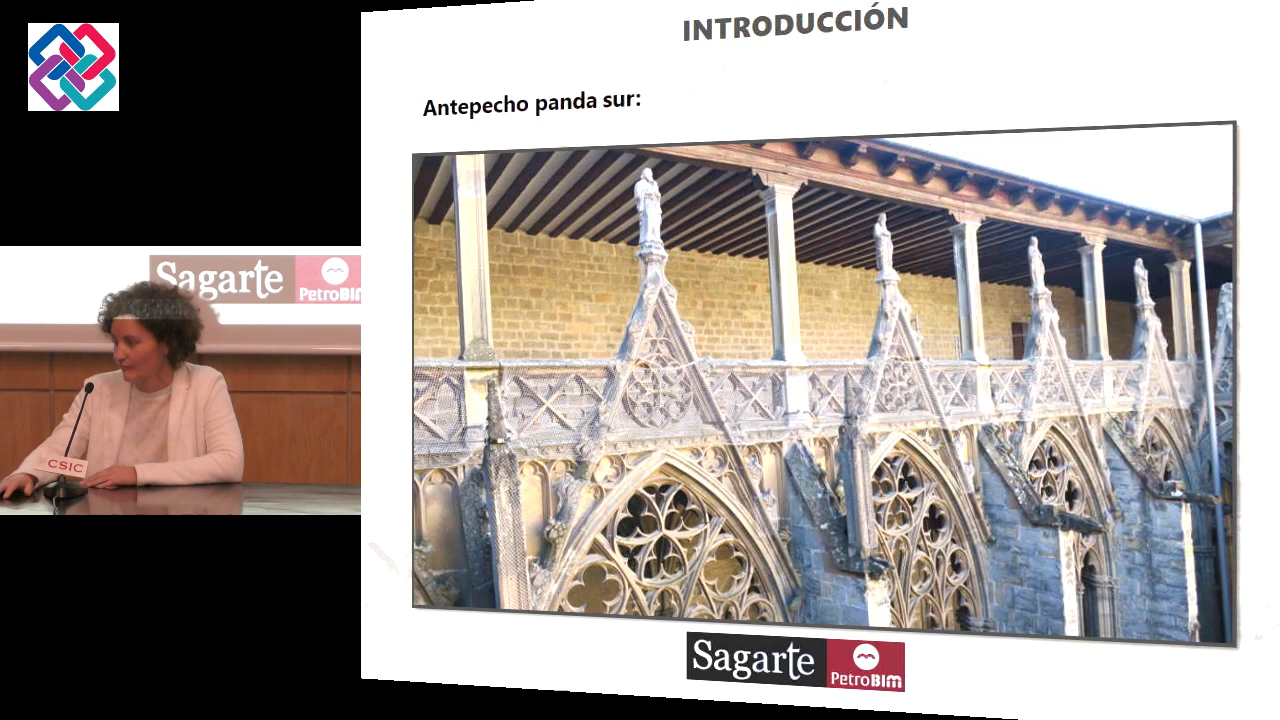 INTRODUCCIÓN
Antepecho panda sur:
Sagarte
PetroBIM
CSIC
Sagarte
PetroBIM